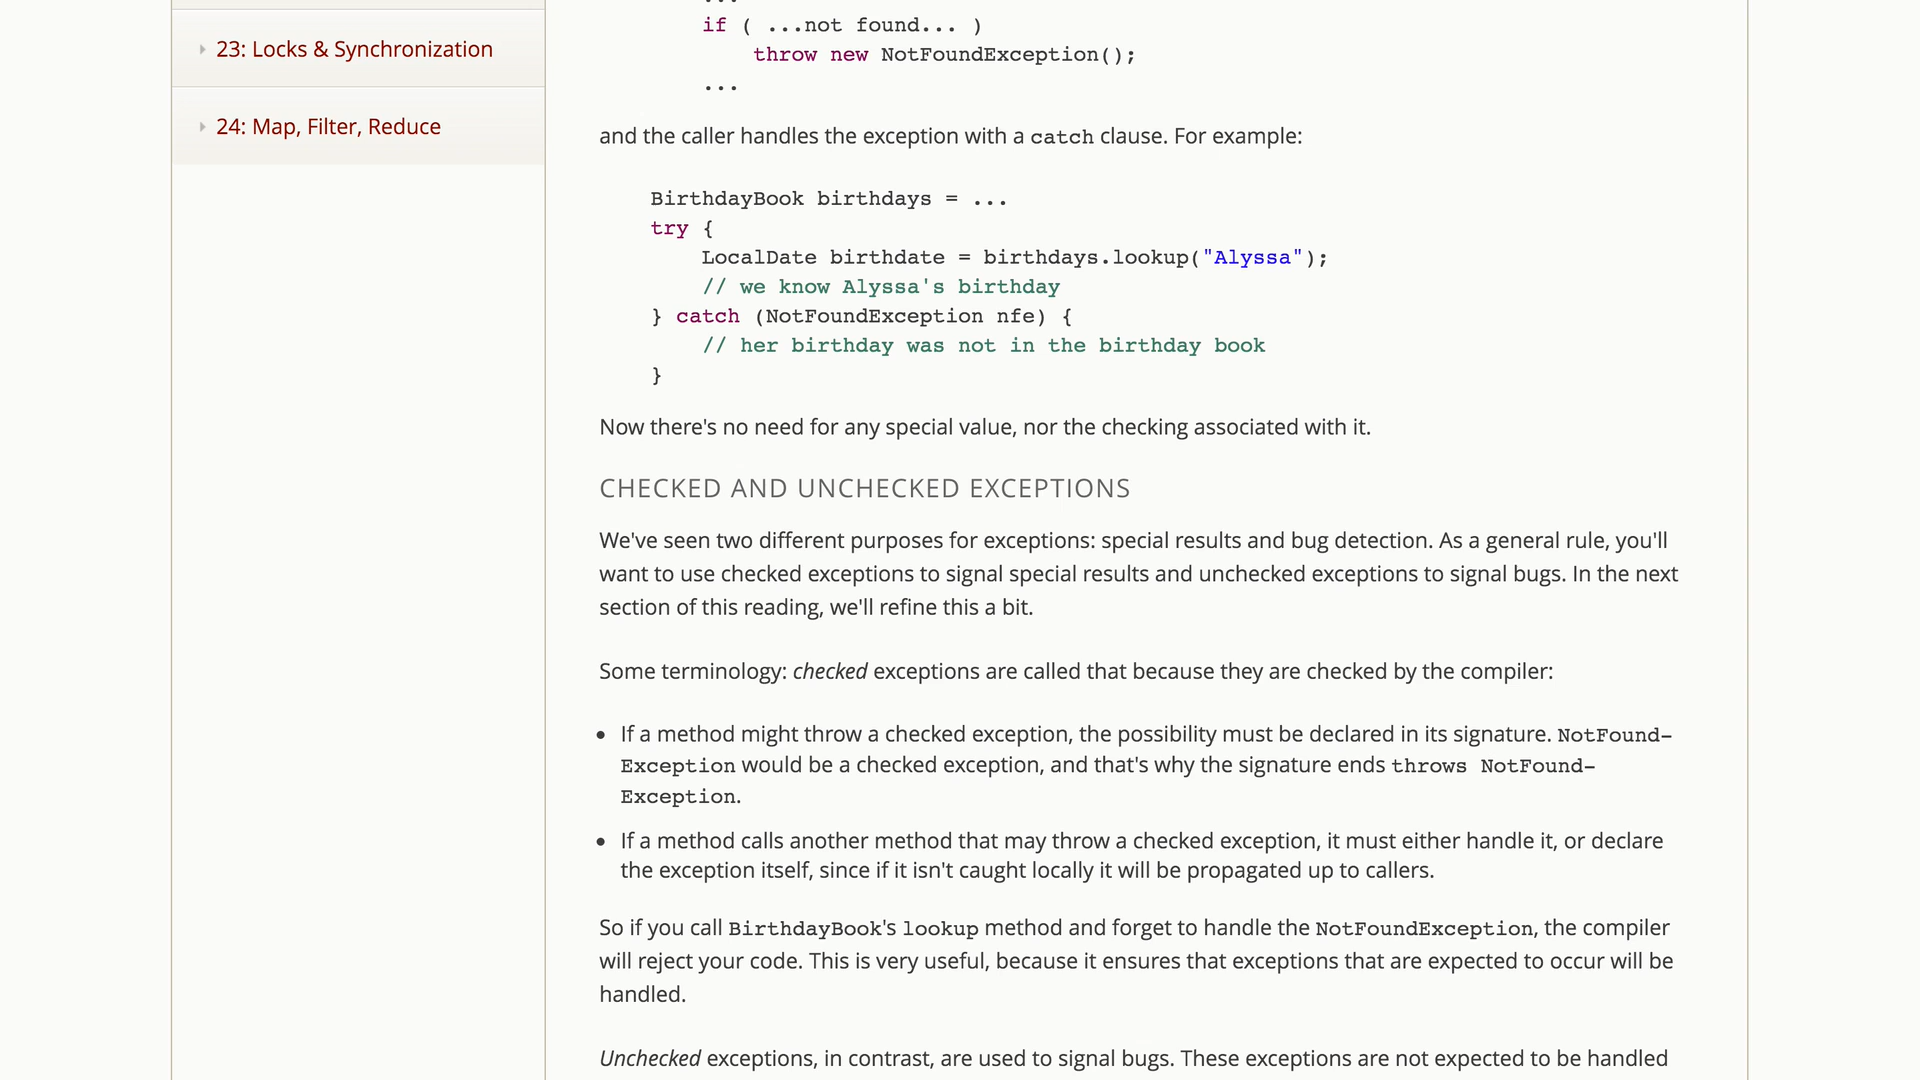 23: Locks & Synchronization
24: Map, Filter, Reduce
...
if ( ...not found... )
throw new NotFoundException();
...
and the caller handles the exception with a catch clause. For example:
BirthdayBook birthdays = ...
try {
LocalDate birthdate = birthdays.lookup("Alyssa");
// we know Alyssa's birthday
} catch (NotFoundException nfe) {
// her birthday was not in the birthday book
}
Now there's no need for any special value, nor the checking associated with it.
CHECKED AND UNCHECKED EXCEPTIONS
We've seen two different purposes for exceptions: special results and bug detection. As a general rule, you'll
want to use checked exceptions to signal special results and unchecked exceptions to signal bugs. In the next
section of this reading, we'll refine this a bit.
Some terminology: checked exceptions are called that because they are checked by the compiler:
• If a method might throw a checked exception, the possibility must be declared in its signature. NotFound-
Exception would be a checked exception, and that's why the signature ends throws NotFound-
Exception.
• If a method calls another method that may throw a checked exception, it must either handle it, or declare
the exception itself, since if it isn't caught locally it will be propagated up to callers.
So if you call BirthdayBook's lookup method and forget to handle the NotFoundException, the compiler
will reject your code. This is very useful, because it ensures that exceptions that are expected to occur will be
handled.
Unchecked exceptions, in contrast, are used to signal bugs. These exceptions are not expected to be handled